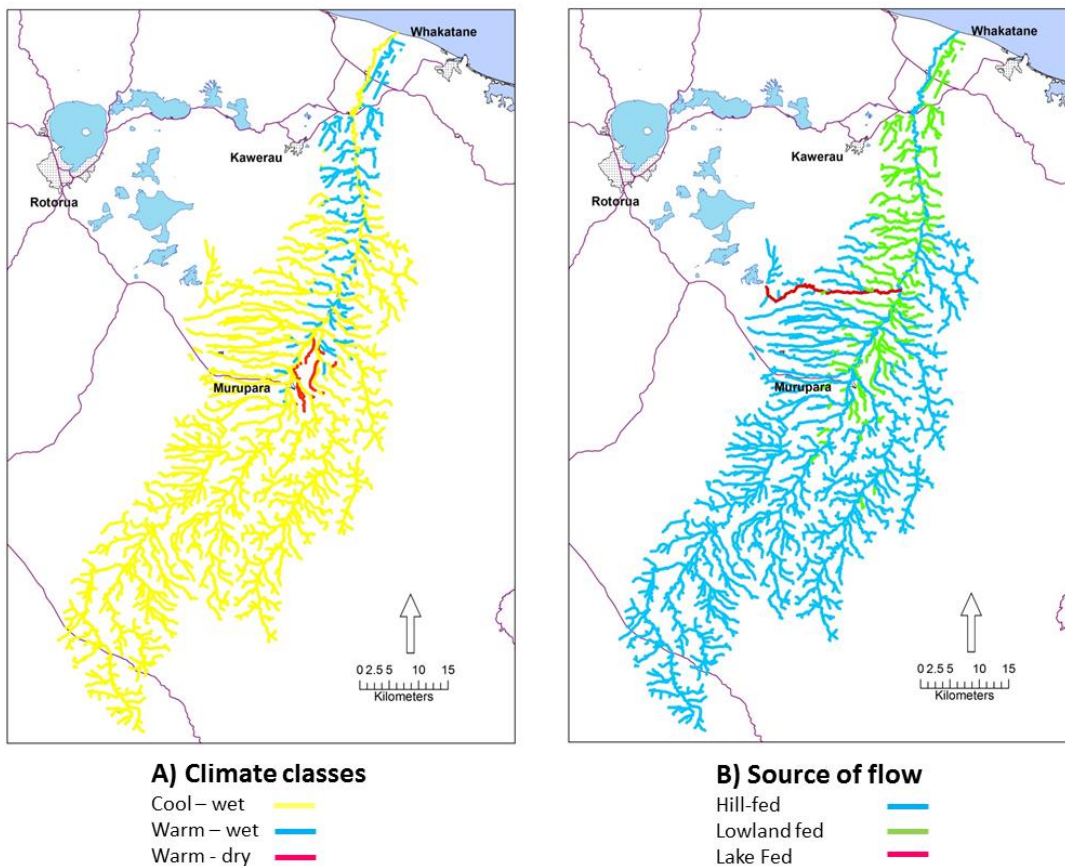 Whakatane
Kawerau
Rotorua
Murupara
0 2.5 5 10 15
Kilometers
A) Climate classes
Cool – wet
Warm – wet
Warm - dry
Whakatane
Kawerau
Rotorua
Murupara
0 2.5 5 10 15
Kilometers
B) Source of flow
Hill-fed
Lowland fed
Lake Fed